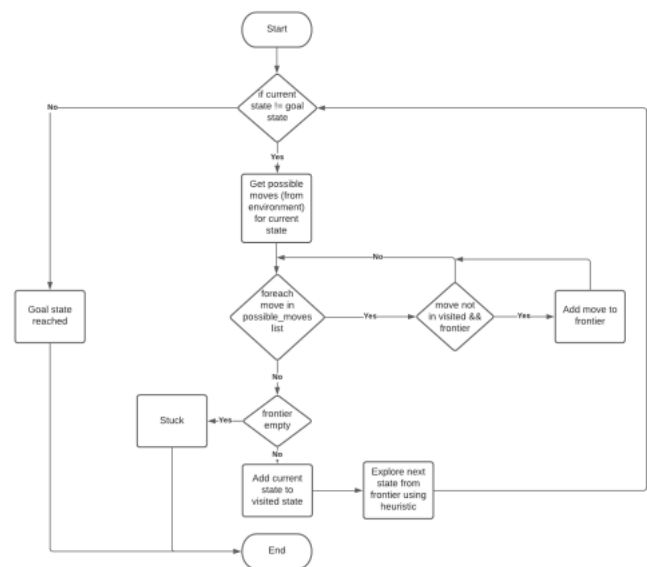 Start
if current
state != goal
state
No
Yes
Get possible
moves (from
environment)
for current
state
No
foreach
move in
possible_moves
list
Yes
move not
in visited &&
frontier
Yes
Add move to
frontier
Goal state
reached
No
Stuck
Yes
frontier
empty
No
Add current
state to
visited state
Explore next
state from
frontier using
heuristic
End